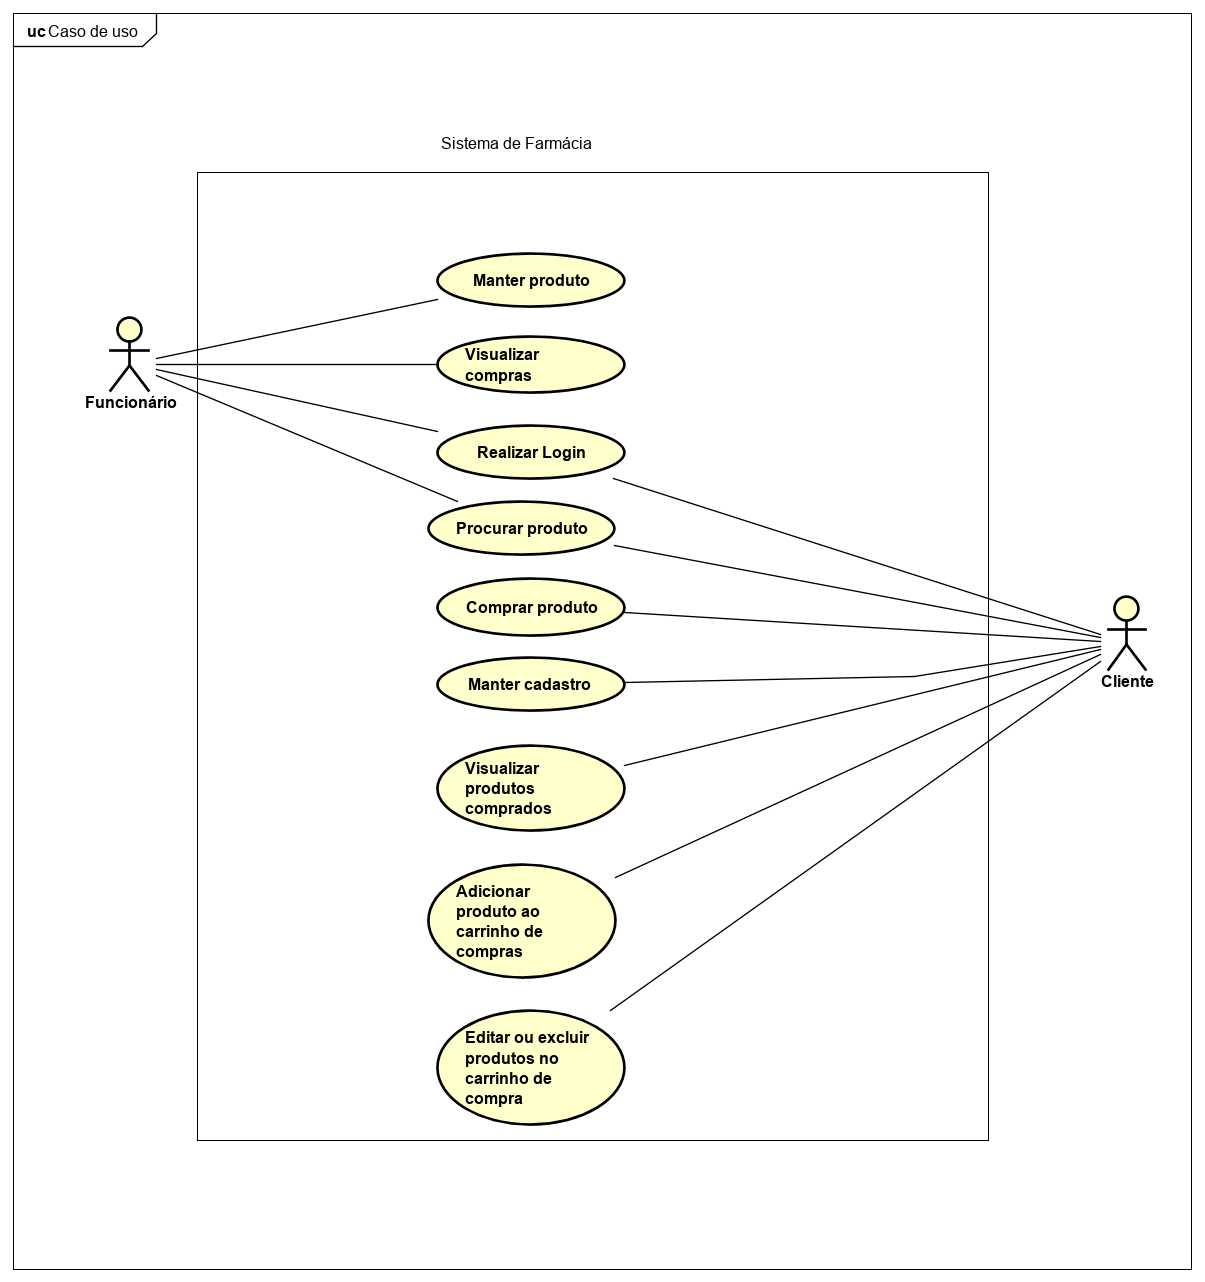 uc Caso de uso
Sistema de Farmácia
Manter produto
Visualizar
compras
Funcionário
Realizar Login
Procurar produto
Comprar produto
Manter cadastro
Cliente
Visualizar
produtos
comprados
Adicionar
produto ao
carrinho de
compras
Editar ou excluir
produtos no
carrinho de
compra